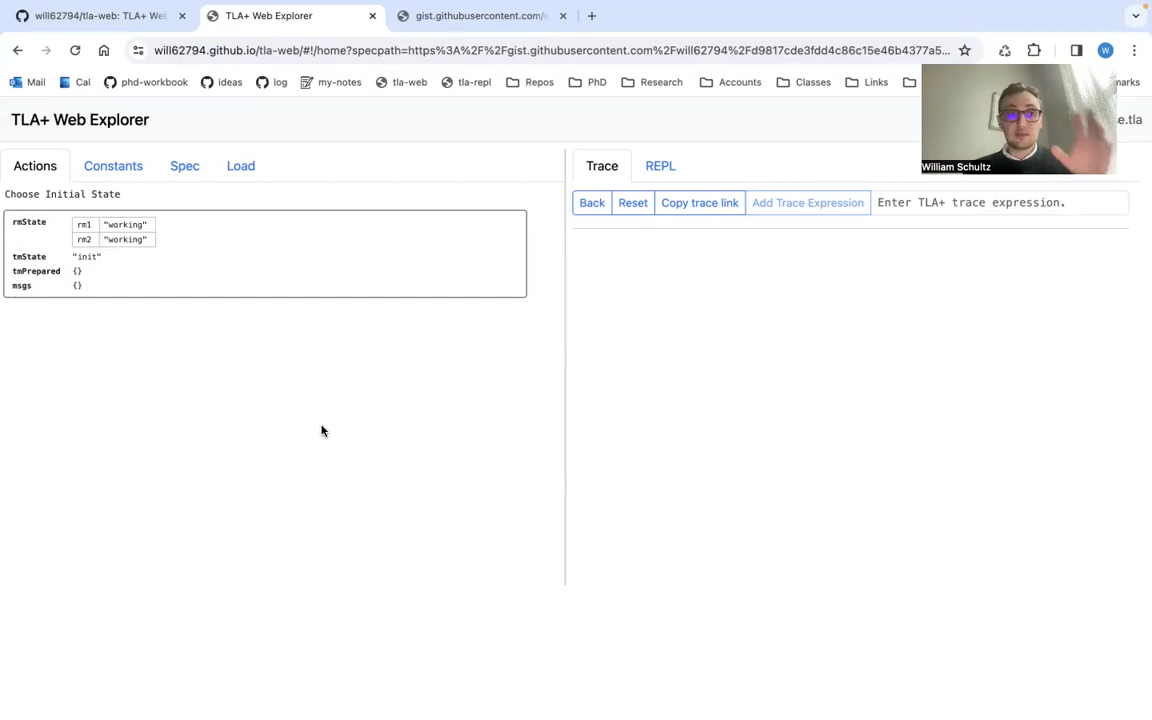 will62794/tla-web: TLA+ We
TLA+ Web Explorer
gist.githubusercontent.com/
will62794.github.io/tla-web/#!/home?specpath=https%3A%2F%2Fgist.githubusercontent.com%2Fwill62794%2Fd9817cde3fdd4c86c15e46b4377a5...
W
Mail
Cal
phd-workbook
ideas
log
my-notes
tla-web
tla-repl
Repos
PhD
Research
Accounts
Classes
Links
marks
TLA+ Web Explorer
se.tla
William Schultz
Actions
Constants
Spec
Load
Choose Initial State
rmState
rm1 "working"
rm2 "working"
tmState "init"
tmPrepared {}
msgs {}
Trace
REPL
Back
Reset
Copy trace link
Add Trace Expression
Enter TLA+ trace expression.